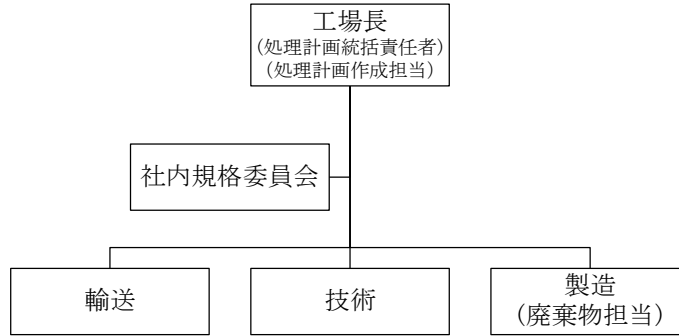 工場長
(処理計画統括責任者)
(処理計画作成担当)
社内規格委員会
輸送
技術
製造
(廃棄物担当)